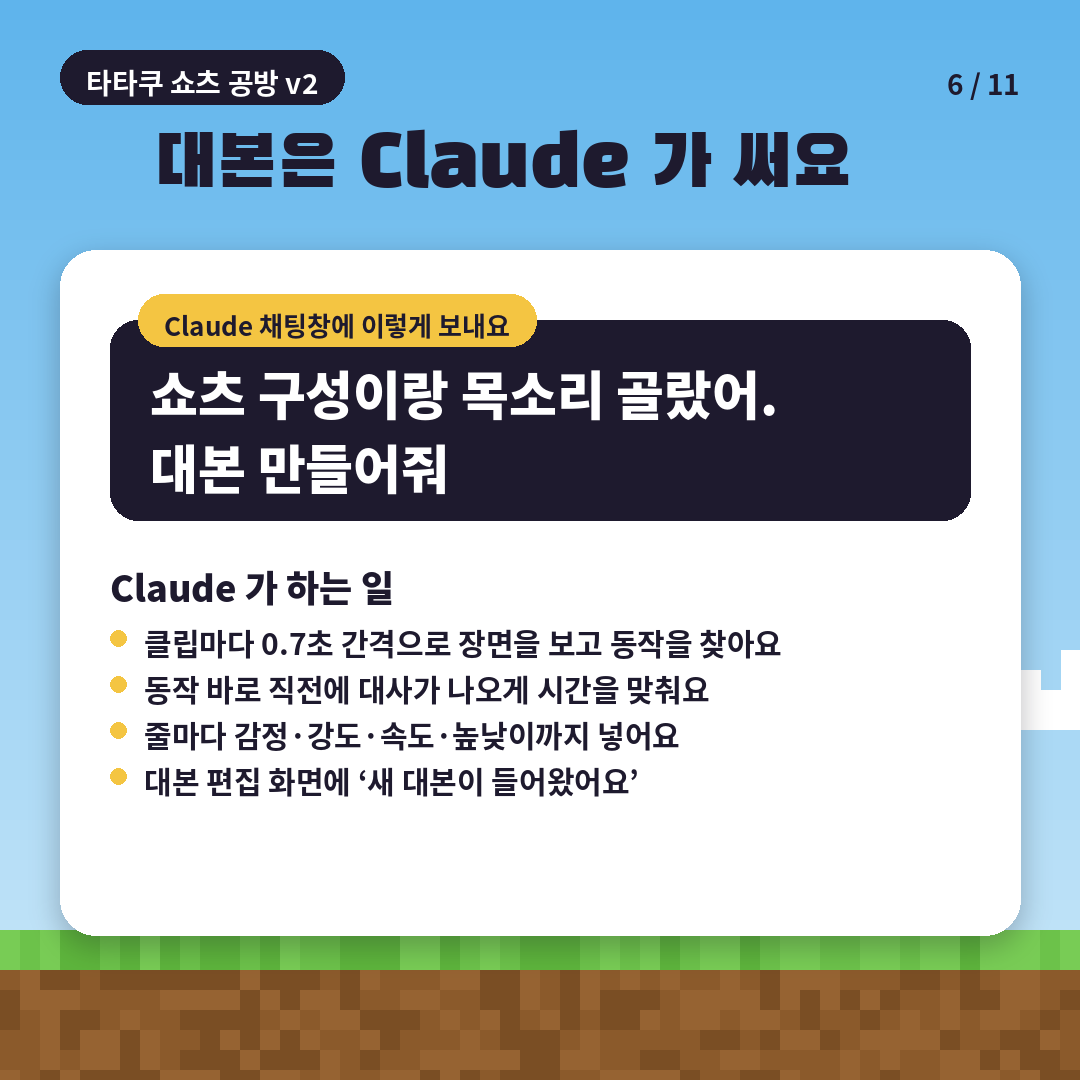 타타쿠 쇼츠 공방 v2
6 / 11
대본은 Claude 가 써요
Claude 채팅창에 이렇게 보내요
쇼츠 구성이랑 목소리 골랐어.
대본 만들어줘
Claude 가 하는 일
클립마다 0.7초 간격으로 장면을 보고 동작을 찾아요
동작 바로 직전에 대사가 나오게 시간을 맞춰요
줄마다 감정·강도·속도·높낮이까지 넣어요
대본 편집 화면에 ‘새 대본이 들어왔어요’